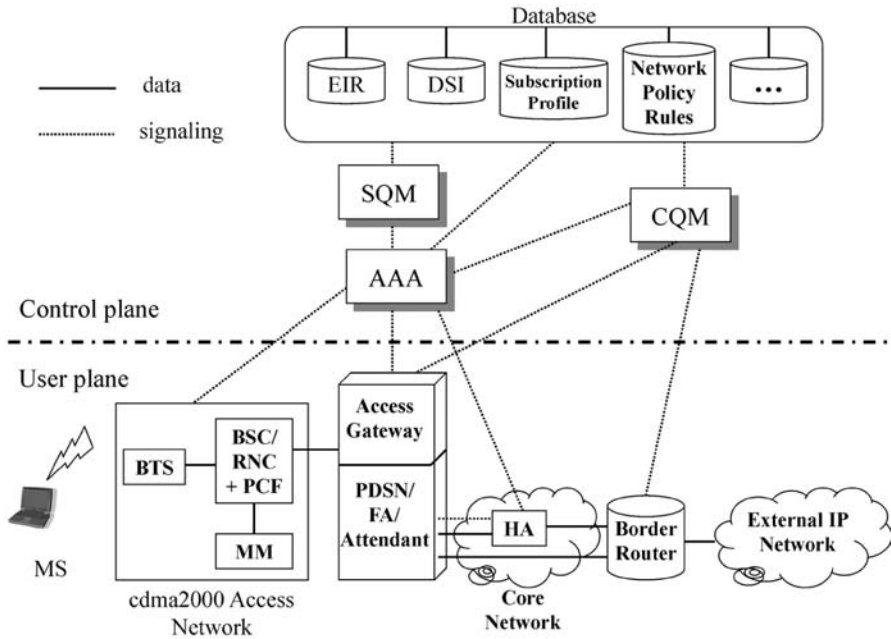 Database
EIR
DSI
Subscription
Profile
Network
Policy
Rules
...
data
signaling
SQM
CQM
AAA
Control plane
User plane
Access
Gateway
BTS
BSC/
RNC
+ PCF
MM
PDSN/
FA/
Attendant
HA
Border
Router
External IP
Network
MS
cdma2000 Access
Network
Core
Network